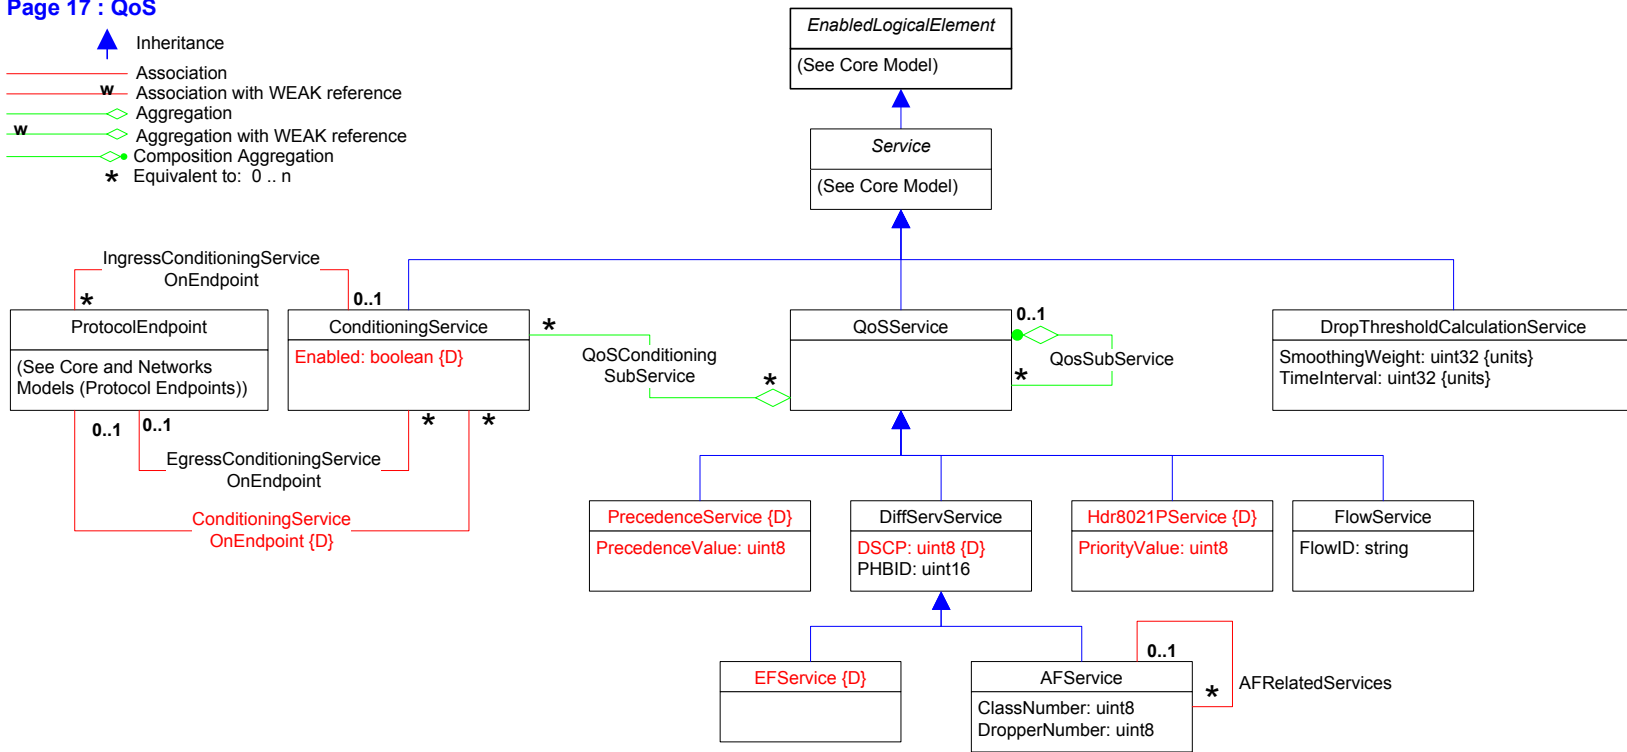 Page 17 : QoS
Inheritance
Association
w
Association with WEAK reference
Aggregation
w
Aggregation with WEAK reference
Composition Aggregation
* Equivalent to: 0 .. n
EnabledLogicalElement
(See Core Model)
Service
(See Core Model)
IngressConditioningService
OnEndpoint
*
0..1
ProtocolEndpoint
(See Core and Networks
Models (Protocol Endpoints))
ConditioningService
Enabled: boolean {D}
*
QoSConditioning
SubService
*
QoSService
0..1
QosSubService
*
DropThresholdCalculationService
SmoothingWeight: uint32 {units}
TimeInterval: uint32 {units}
0..1
0..1
*
*
EgressConditioningService
OnEndpoint
ConditioningService
OnEndpoint {D}
PrecedenceService {D}
PrecedenceValue: uint8
DiffServService
DSCP: uint8 {D}
PHBID: uint16
Hdr8021PService {D}
PriorityValue: uint8
FlowService
FlowID: string
EFService {D}
AFService
ClassNumber: uint8
DropperNumber: uint8
0..1
*
AFRelatedServices